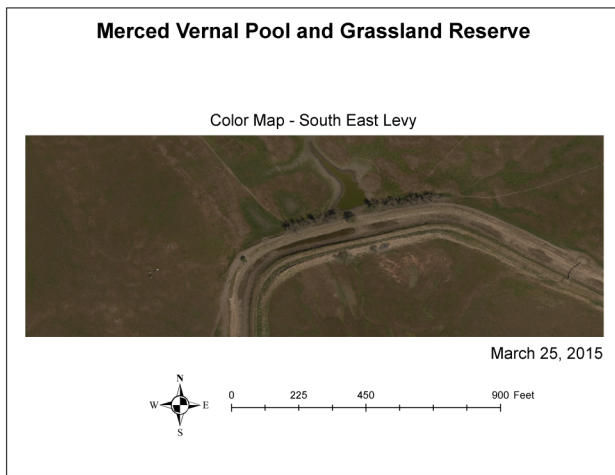 Merced Vernal Pool and Grassland Reserve
Color Map - South East Levy
March 25, 2015
N
W E
S
0 225 450 900 Feet